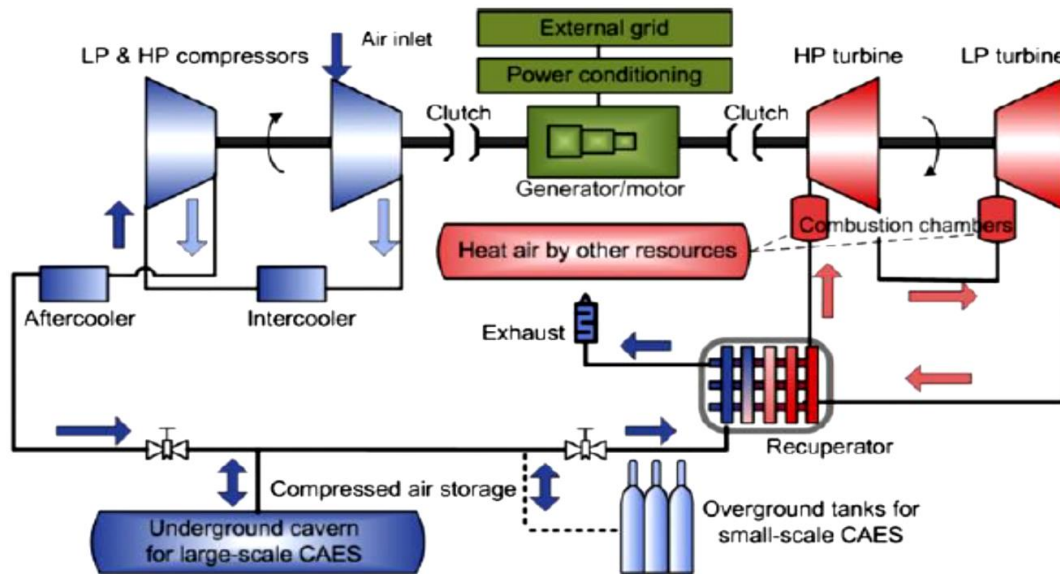 External grid
Air inlet
LP & HP compressors
HP turbine
LP turbine
Power conditioning
Clutch
Clutch
Generator/motor
Combustion chambers
Heat air by other resources
Aftercooler
Intercooler
Exhaust
Recuperator
Compressed air storage
Underground cavern
for large-scale CAES
Overground tanks for
small-scale CAES